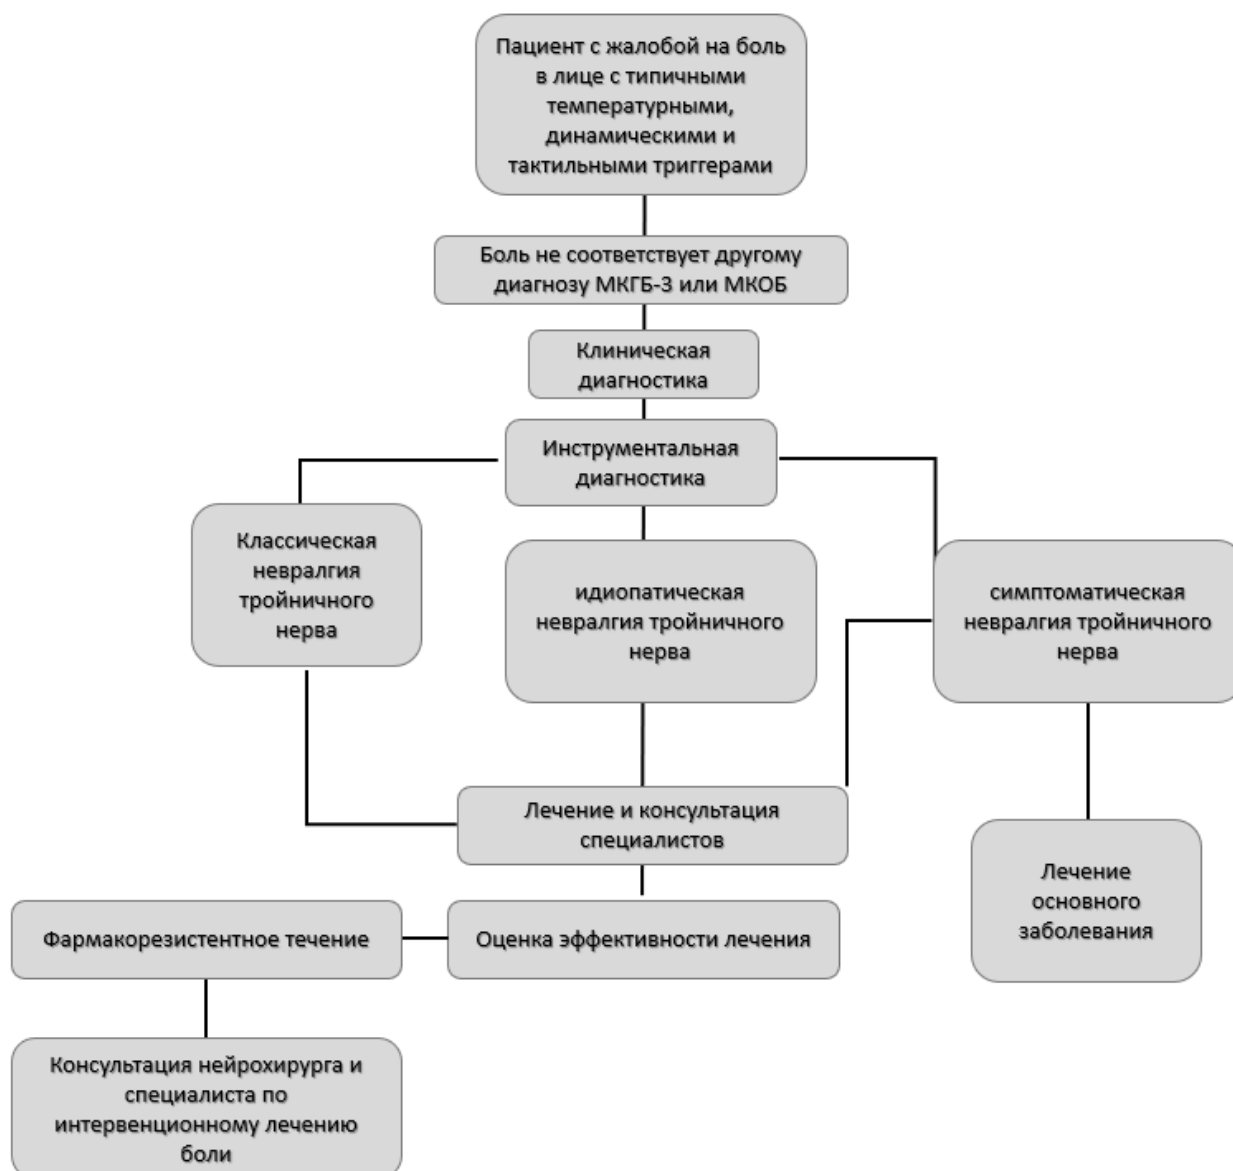 Пациент с жалобой на боль
в лице с типичными
температурными,
динамическими и
тактильными триггерами
Боль не соответствует другому
диагнозу МКГБ-3 или МКОБ
Клиническая
диагностика
Инструментальная
диагностика
Классическая
невралгия
тройничного
нерва
идиопатическая
невралгия тройничного
нерва
симптоматическая
невралгия тройничного
нерва
Лечение и консультация
специалистов
Лечение
основного
заболевания
Фармакорезистентное течение
Оценка эффективности лечения
Консультация нейрохирурга и
специалиста по
интервенционному лечению
боли